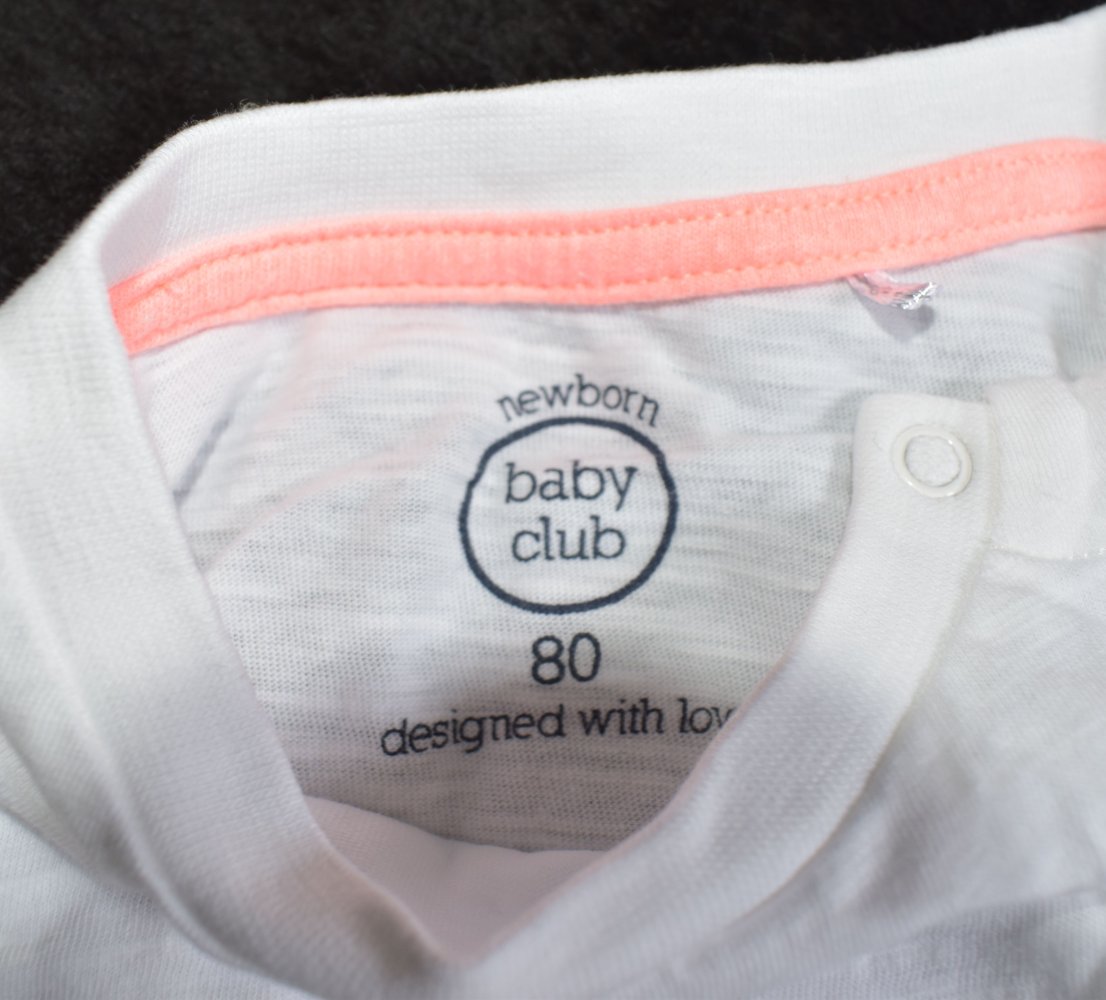 newborn
baby
club
80
designed with lov